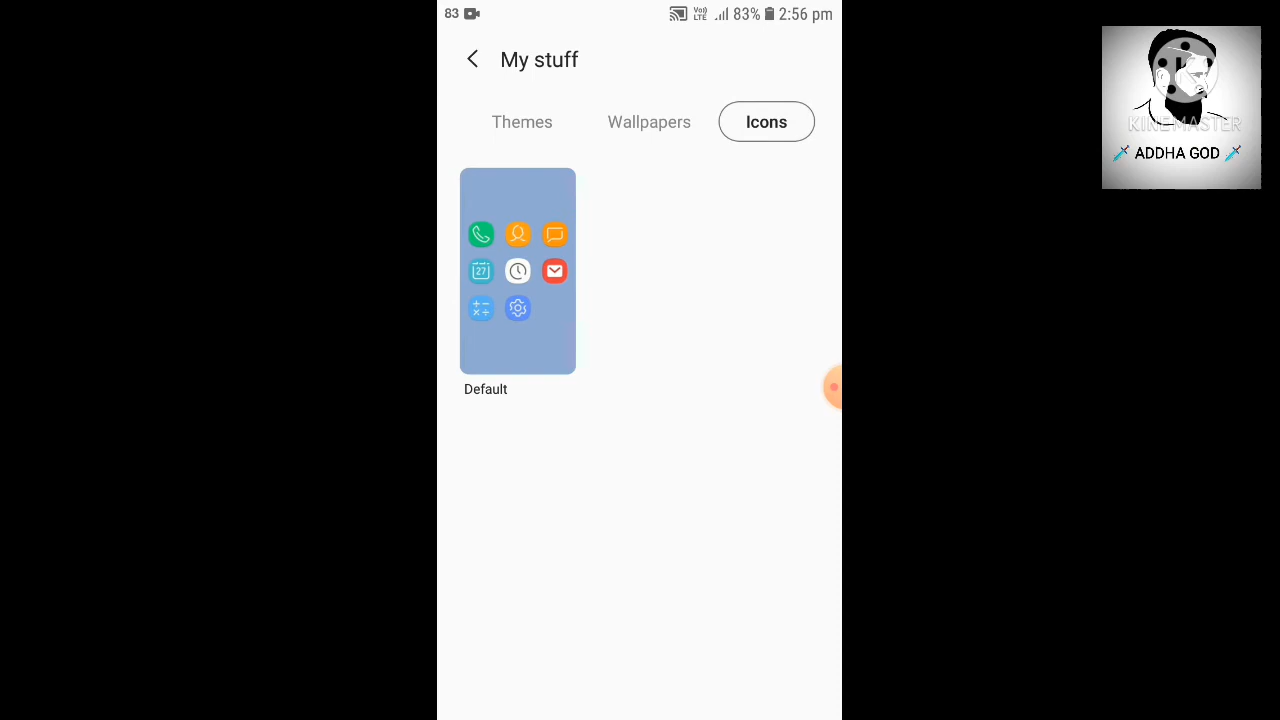 83
83% 2:56 pm
My stuff
Themes Wallpapers Icons
27
Default
KINEMASTER
ADDHA GOD